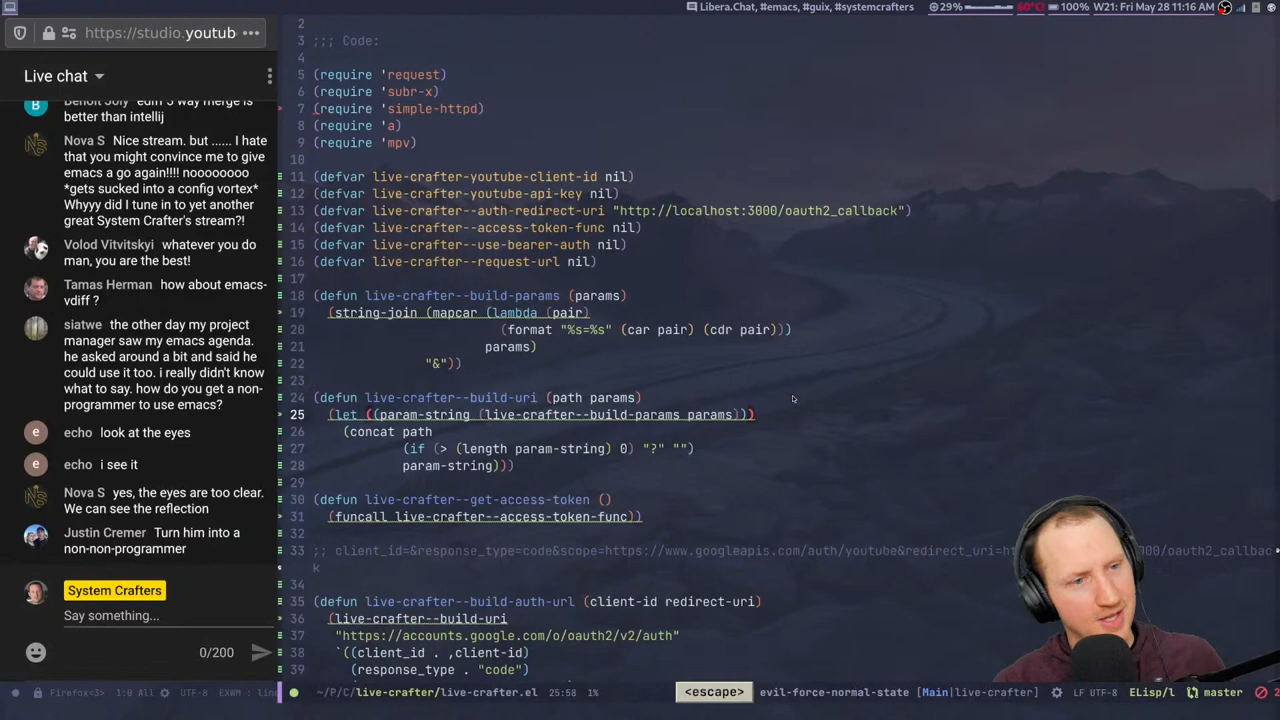 Libera.Chat, #emacs, #guix, #systemcrafters
29%
60°C
100%
W21: Fri May 28 11:16 AM
https://studio.youtub
Live chat
B
Benoit Joly ediff 3 way merge is
better than intellij
Nova S Nice stream. but ...... I hate
that you might convince me to give
emacs a go again!!!! noooooooo
*gets sucked into a config vortex*
Whyyy did I tune in to yet another
great System Crafter's stream?!
Volod Vitvitskyi whatever you do
man, you are the best!
Tamas Herman how about emacs-
vdiff ?
siatwe the other day my project
manager saw my emacs agenda.
he asked around a bit and said he
could use it too. i really didn't know
what to say. how do you get a non-
programmer to use emacs?
e
echo look at the eyes
e
echo i see it
Nova S yes, the eyes are too clear.
We can see the reflection
Justin Cremer Turn him into a
non-non-programmer
System Crafters
Say something...
0/200
Firefox<3> 1:0 All UTF-8 EXWM : lin
2
3 ;;; Code:
4
5 (require 'request)
6 (require 'subr-x)
7 (require 'simple-httpd)
8 (require 'a)
9 (require 'mpv)
10
11 (defvar live-crafter-youtube-client-id nil)
12 (defvar live-crafter-youtube-api-key nil)
13 (defvar live-crafter--auth-redirect-uri "http://localhost:3000/oauth2_callback")
14 (defvar live-crafter--access-token-func nil)
15 (defvar live-crafter--use-bearer-auth nil)
16 (defvar live-crafter--request-url nil)
17
18 (defun live-crafter--build-params (params)
19 (string-join (mapcar (lambda (pair)
20 (format "%s=%s" (car pair) (cdr pair)))
21 params)
22 "&"))
23
24 (defun live-crafter--build-uri (path params)
25 (let ((param-string (live-crafter--build-params params)))
26 (concat path
27 (if (> (length param-string) 0) "?" "")
28 param-string)))
29
30 (defun live-crafter--get-access-token ()
31 (funcall live-crafter--access-token-func))
32
33 ;; client_id=&response_type=code&scope=https://www.googleapis.com/auth/youtube&redirect_uri=h 000/oauth2_callbac
k
34
35 (defun live-crafter--build-auth-url (client-id redirect-uri)
36 (live-crafter--build-uri
37 "https://accounts.google.com/o/oauth2/v2/auth"
38 `((client_id . ,client-id)
39 (response_type . "code")
~/P/C/live-crafter/live-crafter.el 25:58 1% <escape> evil-force-normal-state [Main|live-crafter] LF UTF-8 ELisp/l master 2